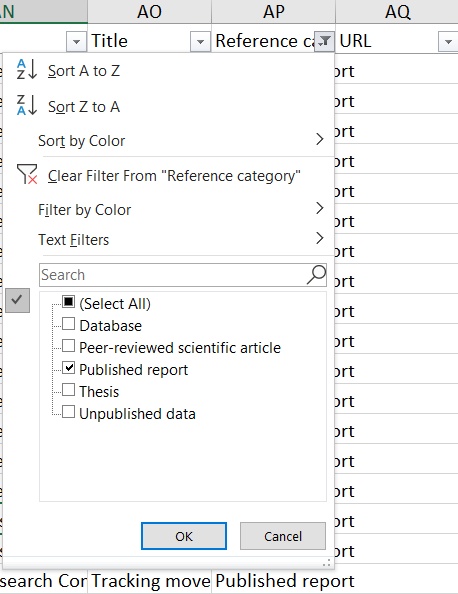 AN AO AP AQ
Title Reference ca URL
Sort A to Z
ort
Sort Z to A
ort
ort
Sort by Color
ort
Clear Filter From "Reference category"
ort
Filter by Color
ort
Text Filters
ort
Search
ort
(Select All)
ort
Database
ort
Peer-reviewed scientific article
ort
Published report
ort
Thesis
ort
Unpublished data
ort
ort
ort
ort
OK Cancel
ort
ort
search Cor Tracking move Published report